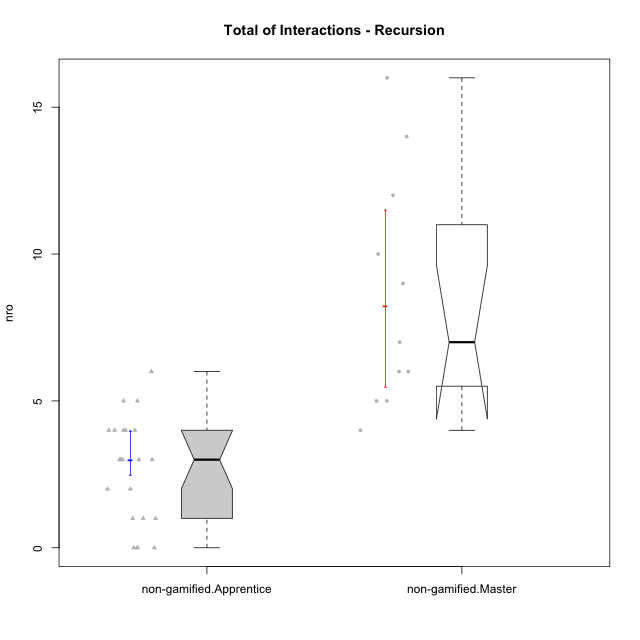 Total of Interactions - Recursion
15
10
5
0
nro
non-gamified.Apprentice
non-gamified.Master